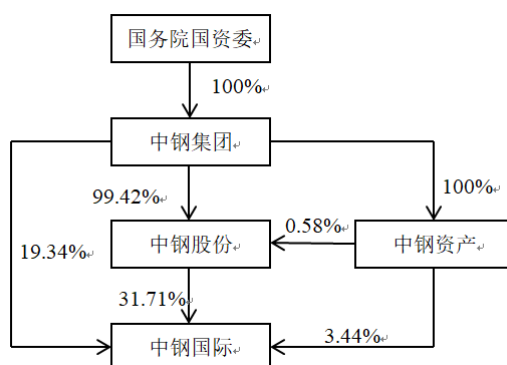 国务院国资委
100%
中钢集团
99.42%
100%
19.34%
中钢股份
0.58%
中钢资产
31.71%
3.44%
中钢国际